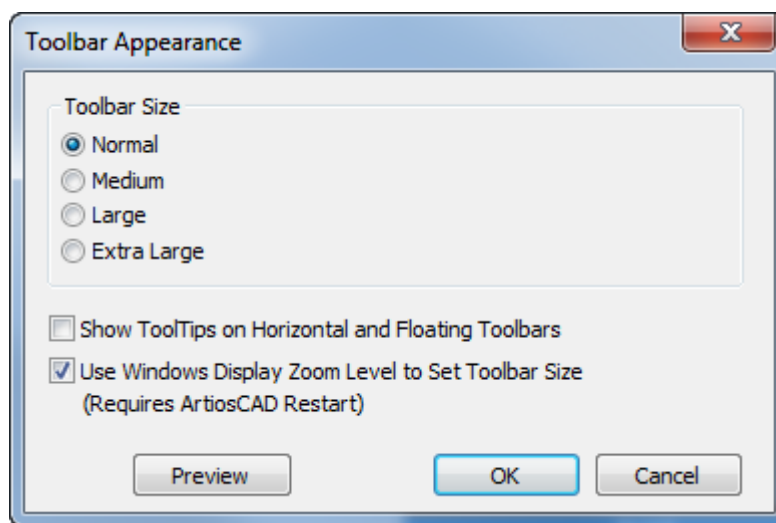 Toolbar Appearance
Toolbar Size
Normal
Medium
Large
Extra Large
Show ToolTips on Horizontal and Floating Toolbars
Use Windows Display Zoom Level to Set Toolbar Size
(Requires ArtiosCAD Restart)
Preview OK Cancel